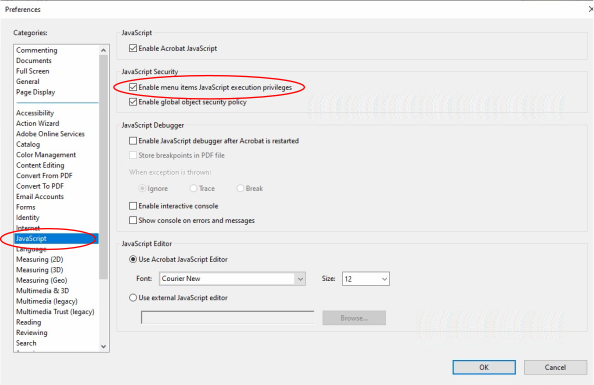 Preferences
Categories:
Commenting
Documents
Full Screen
General
Page Display
Accessibility
Action Wizard
Adobe Online Services
Catalog
Color Management
Content Editing
Convert From PDF
Convert To PDF
Email Accounts
Forms
Identity
Internet
JavaScript
Language
Measuring (2D)
Measuring (3D)
Measuring (Geo)
Multimedia & 3D
Multimedia (legacy)
Multimedia Trust (legacy)
Reading
Reviewing
Search
JavaScript
Enable Acrobat JavaScript
JavaScript Security
Enable menu items JavaScript execution privileges
Enable global object security policy
JavaScript Debugger
Enable JavaScript debugger after Acrobat is restarted
Store breakpoints in PDF file
When exception is thrown:
Ignore Trace Break
Enable interactive console
Show console on errors and messages
JavaScript Editor
Use Acrobat JavaScript Editor
Font: Courier New Size: 12
Use external JavaScript editor
Browse...
OK Cancel